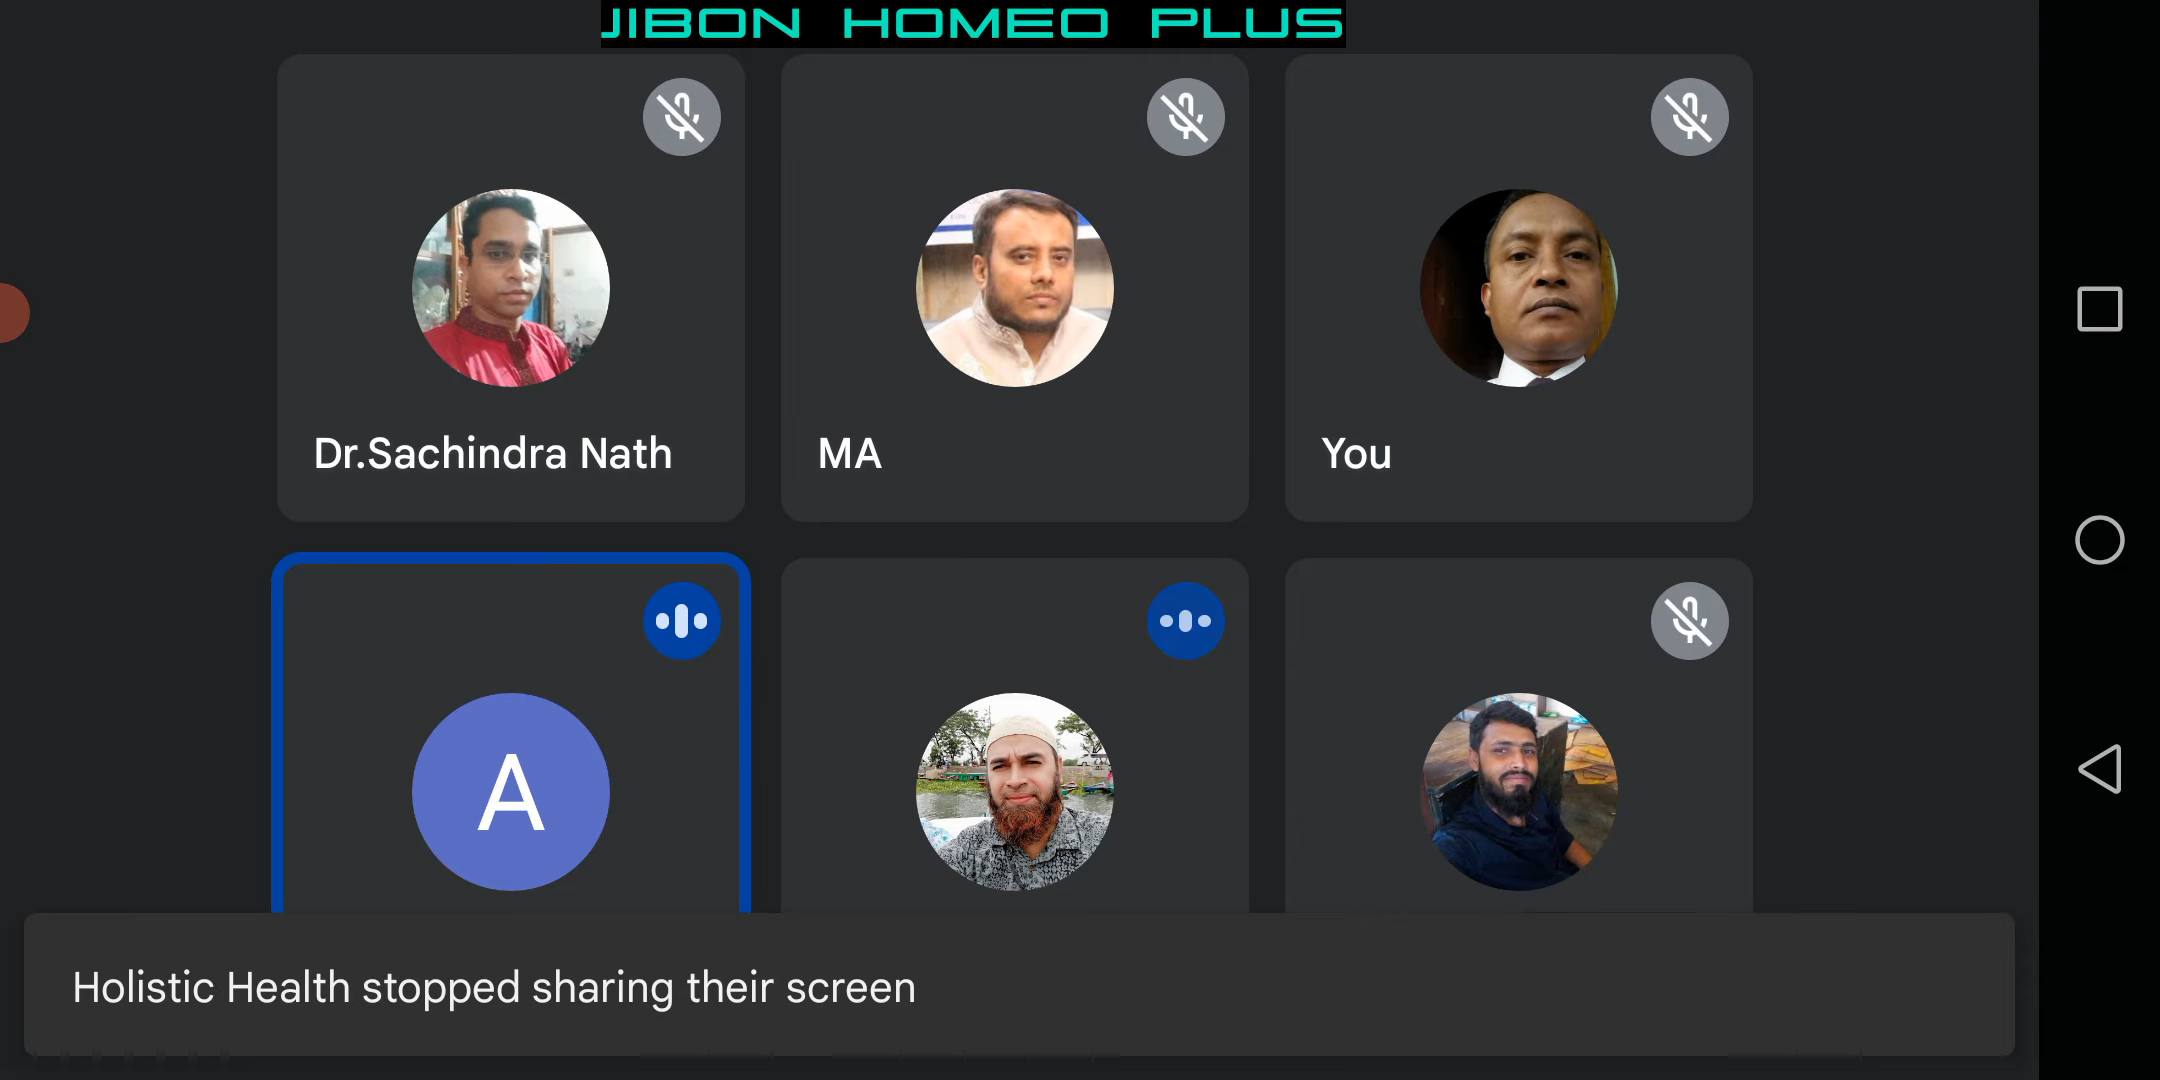 JIBON HOMEO PLUS
Dr.Sachindra Nath
MA
You
A
Holistic Health stopped sharing their screen